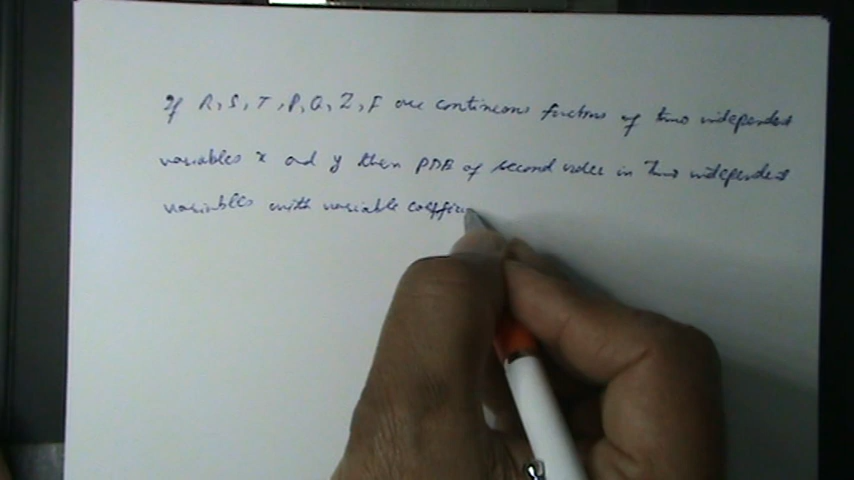 If R, S, T, P, Q, Z, F are continuous functions of two independent
variables x and y then PDE of second order in two independent
variables with variable coeffici